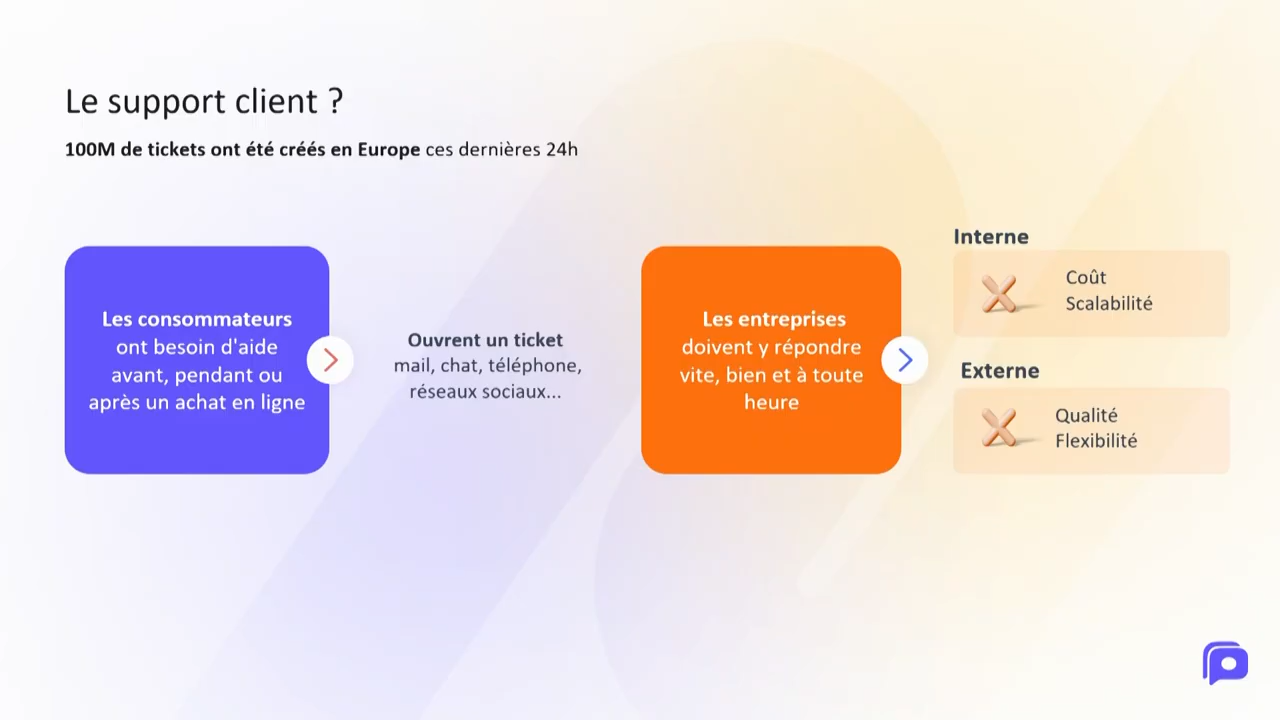 Le support client ?
100M de tickets ont été créés en Europe ces dernières 24h
Les consommateurs
ont besoin d'aide
avant, pendant ou
après un achat en ligne
Ouvrent un ticket
mail, chat, téléphone,
réseaux sociaux...
Les entreprises
doivent y répondre
vite, bien et à toute
heure
Interne
Coût
Scalabilité
Externe
Qualité
Flexibilité